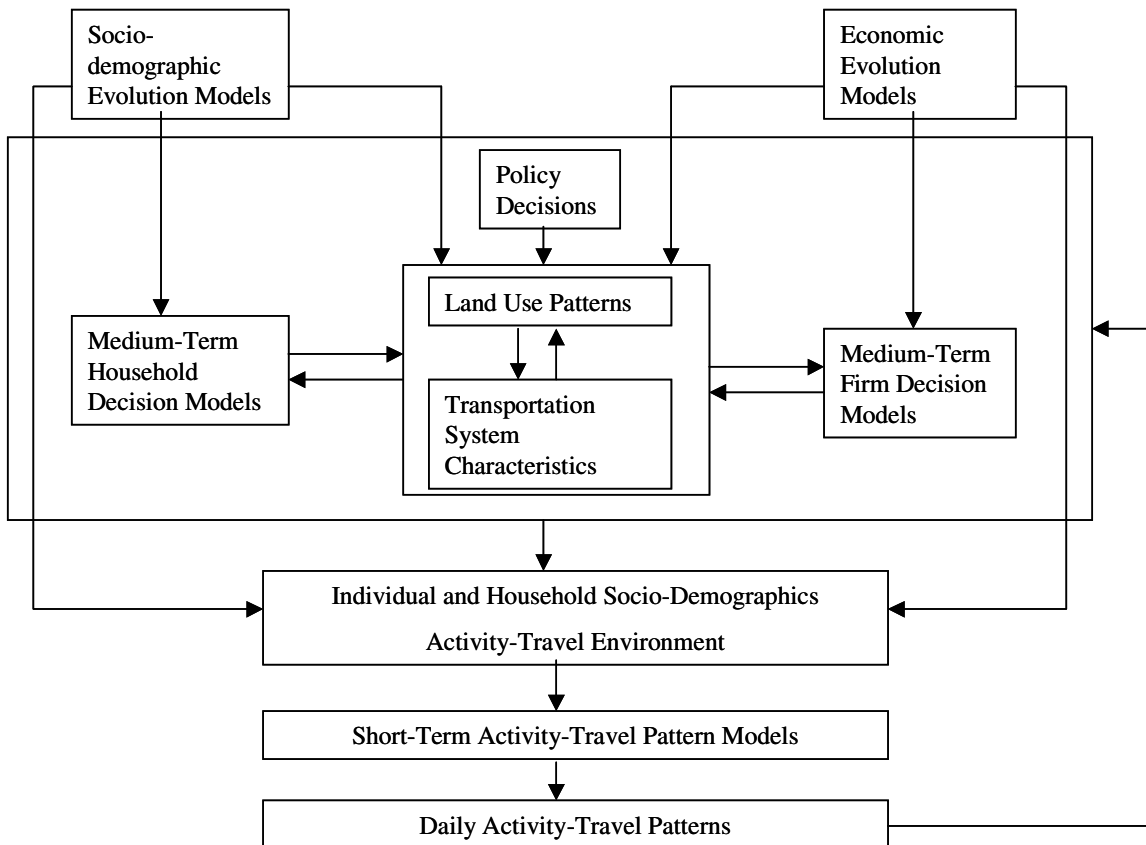 Socio-
demographic
Evolution Models
Economic
Evolution
Models
Policy
Decisions
Land Use Patterns
Medium-Term
Household
Decision Models
Transportation
System
Characteristics
Medium-Term
Firm Decision
Models
Individual and Household Socio-Demographics
Activity-Travel Environment
Short-Term Activity-Travel Pattern Models
Daily Activity-Travel Patterns